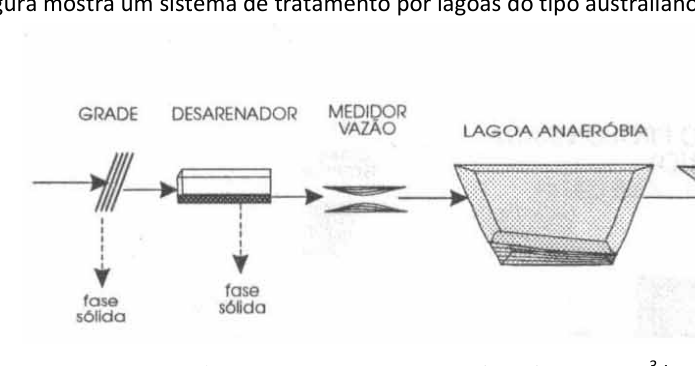 gura mostra um sistema de tratamento por lagoas do tipo australiano
GRADE
DESARENADOR
MEDIDOR
VAZÃO
LAGOA ANAERÓBIA
fase
sólida
fase
sólida
3